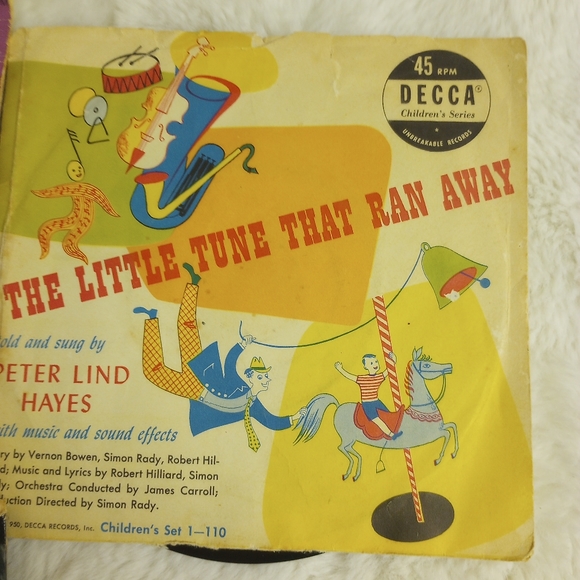 45 RPM
DECCA®
Children's Series
UNBREAKABLE RECORDS
THE LITTLE TUNE THAT RAN AWAY
old and sung by
PETER LIND
HAYES
ith music and sound effects
ry by Vernon Bowen, Simon Rady, Robert Hil-
d; Music and Lyrics by Robert Hilliard, Simon
y; Orchestra Conducted by James Carroll;
uction Directed by Simon Rady.
950, DECCA RECORDS, Inc. Children's Set 1—110